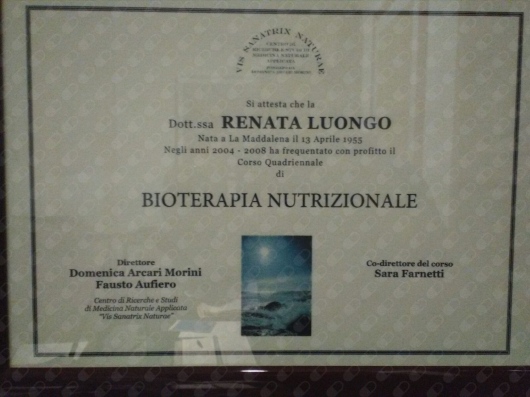 VIS SANATRIX NATURAE
Si attesta che la
Dott.ssa RENATA LUONGO
Nata a La Maddalena il 13 Aprile 1955
Negli anni 2004 - 2008 ha frequentato con profitto il
Corso Quadriennale
di
BIOTERAPIA NUTRIZIONALE
Direttore
Domenica Arcari Morini
Fausto Aufiero
Centro di Ricerche e Studi
di Medicina Naturale Applicata
"Vis Sanatrix Naturae"
Co-direttore del corso
Sara Farnetti